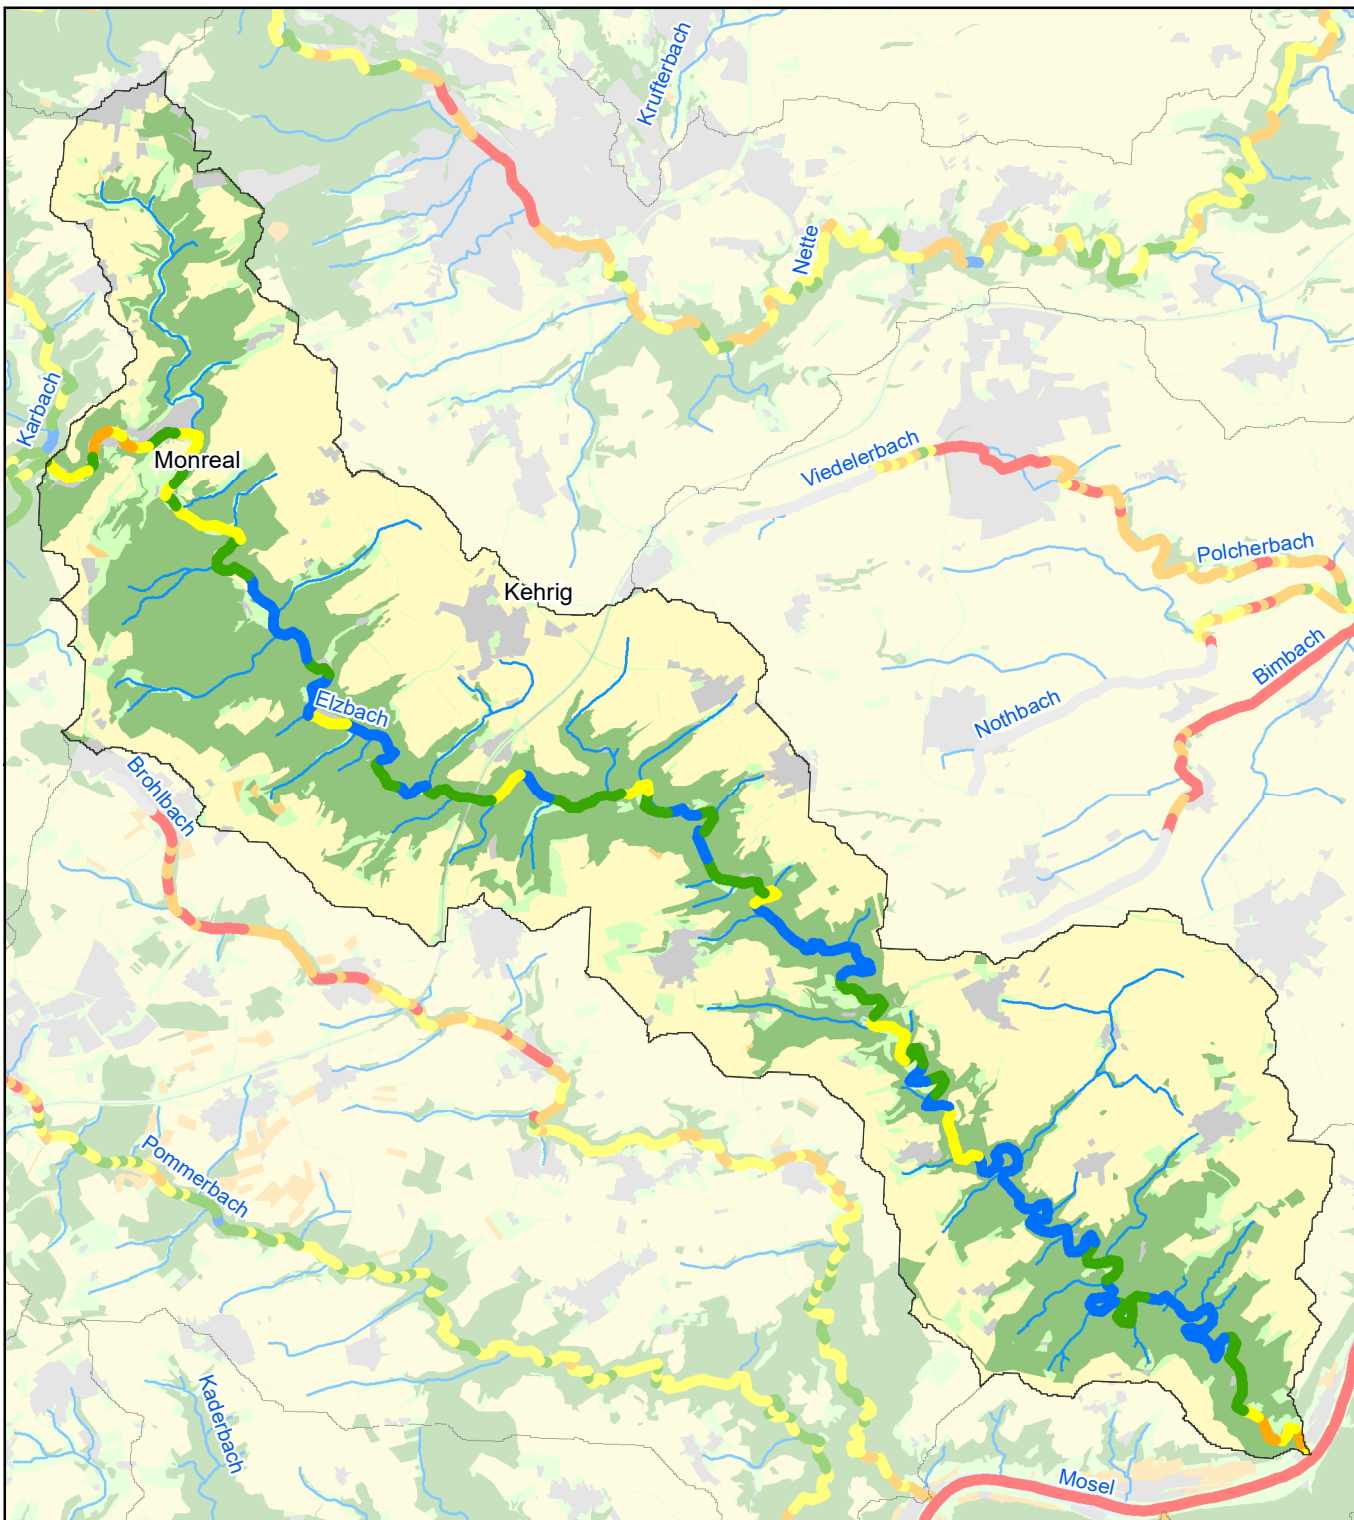 Krufterbach
Nette
Karbach
Monreal
Viedelerbach
Polcherbach
Kehrig
Bimbach
Elzbach
Nothbach
Brohlbach
Pommerbach
Kaderbach
Mosel